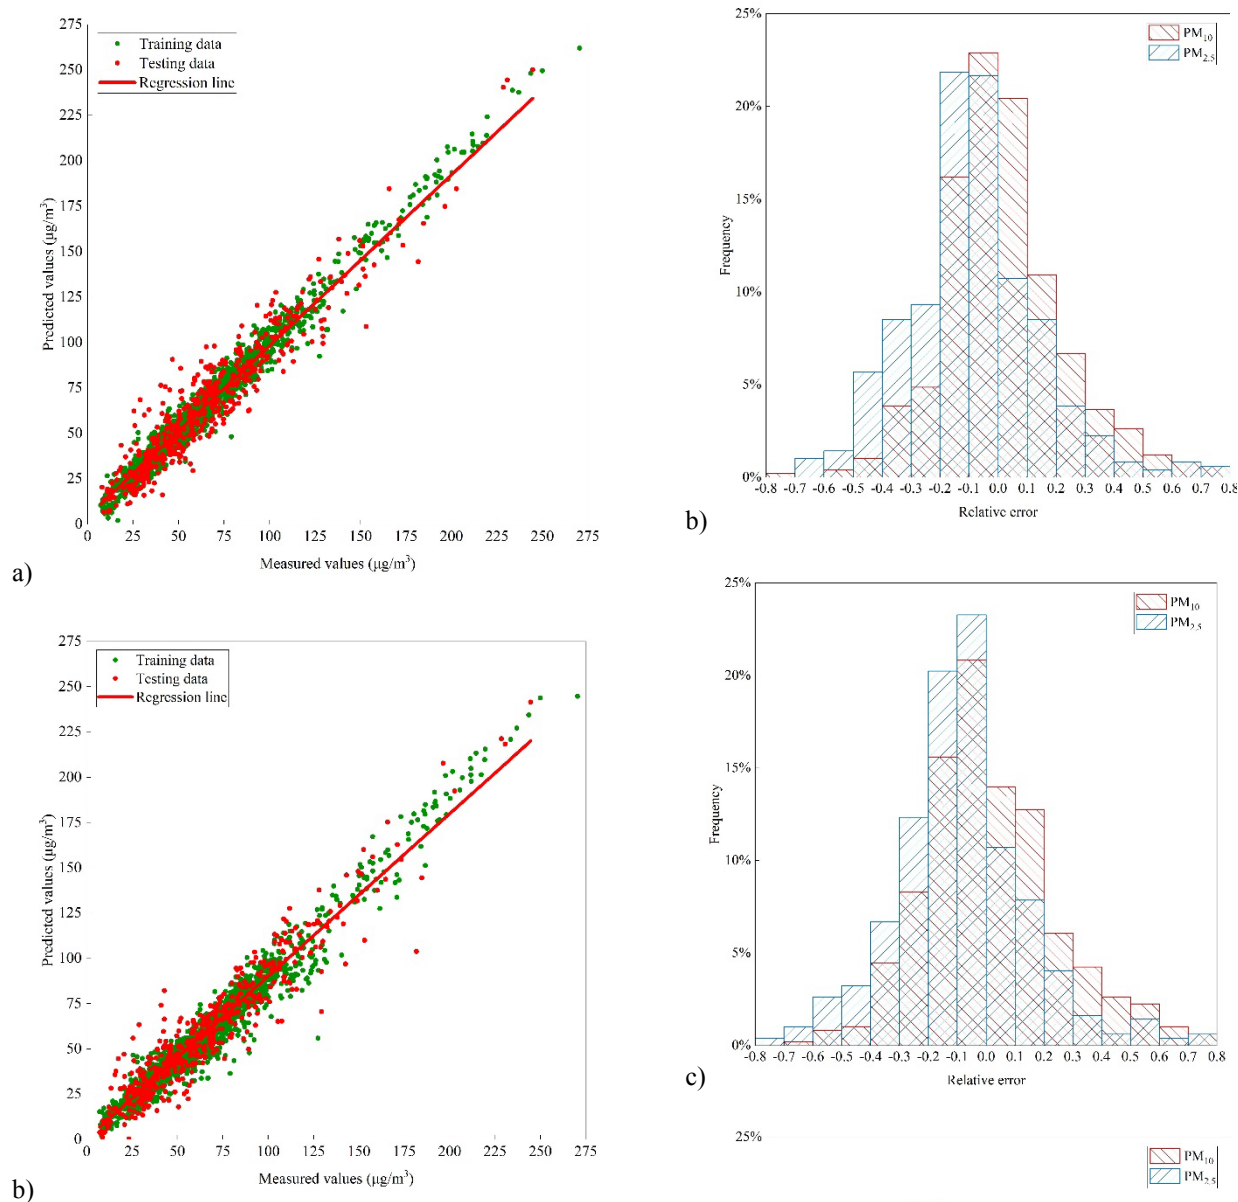 Training data
Testing data
Regression line
275
250
225
200
175
150
125
100
75
50
25
0
0 25 50 75 100 125 150 175 200 225 250 275
Predicted values (μg/m³)
Measured values (μg/m³)
a)
PM₁₀
PM₂.₅
25%
20%
15%
10%
5%
0%
-0.8 -0.7 -0.6 -0.5 -0.4 -0.3 -0.2 -0.1 0.0 0.1 0.2 0.3 0.4 0.5 0.6 0.7 0.8
Frequency
Relative error
b)
Training data
Testing data
Regression line
275
250
225
200
175
150
125
100
75
50
25
0
0 25 50 75 100 125 150 175 200 225 250 275
Predicted values (μg/m³)
Measured values (μg/m³)
b)
PM₁₀
PM₂.₅
25%
20%
15%
10%
5%
0%
-0.8 -0.7 -0.6 -0.5 -0.4 -0.3 -0.2 -0.1 0.0 0.1 0.2 0.3 0.4 0.5 0.6 0.7 0.8
Frequency
Relative error
c)
25%
PM₁₀
PM₂.₅